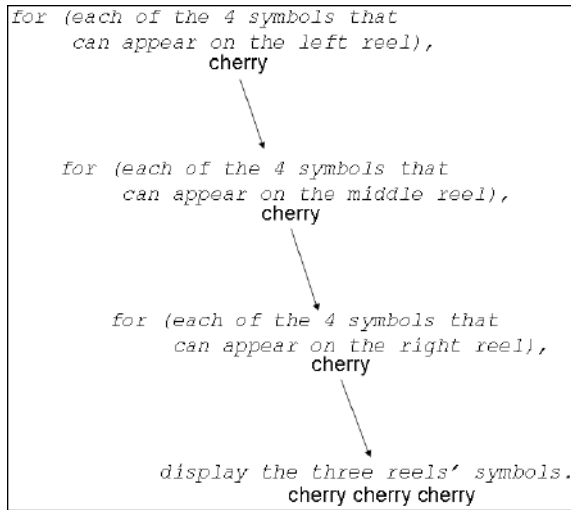 for (each of the 4 symbols that
can appear on the left reel),
cherry
for (each of the 4 symbols that
can appear on the middle reel),
cherry
for (each of the 4 symbols that
can appear on the right reel),
cherry
display the three reels' symbols.
cherry cherry cherry